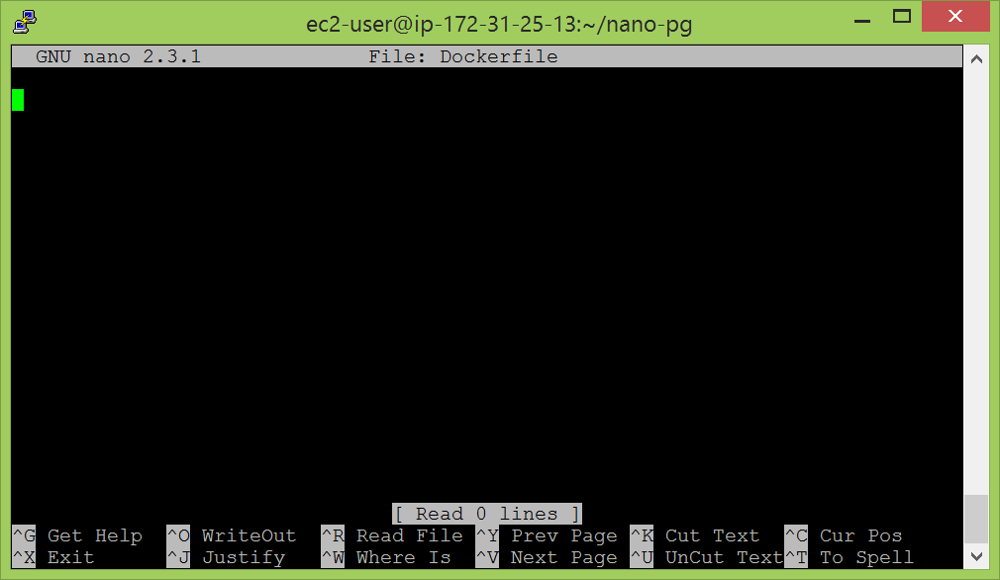 ec2-user@ip-172-31-25-13:~/nano-pg
GNU nano 2.3.1 File: Dockerfile
[ Read 0 lines ]
^G Get Help ^O WriteOut ^R Read File ^Y Prev Page ^K Cut Text ^C Cur Pos
^X Exit ^J Justify ^W Where Is ^V Next Page ^U UnCut Text^T To Spell